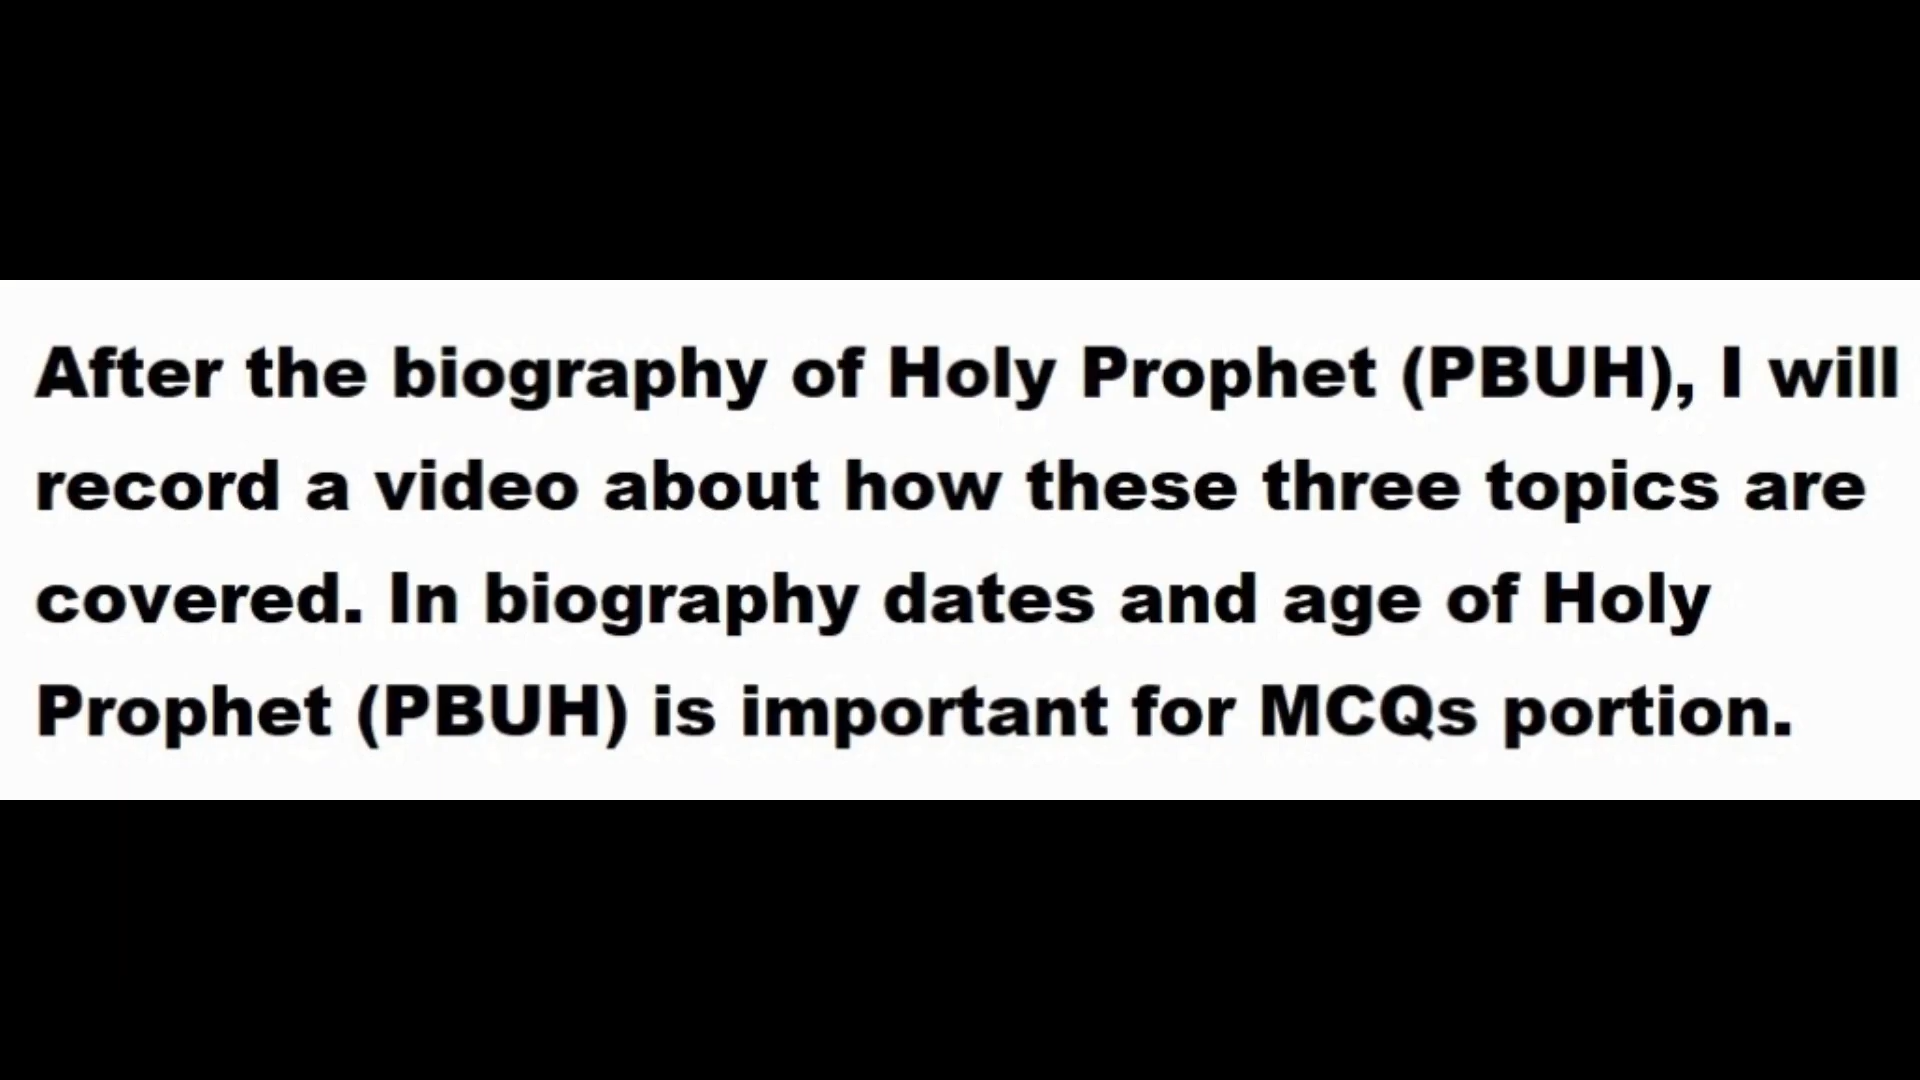 After the biography of Holy Prophet (PBUH), I will
record a video about how these three topics are
covered. In biography dates and age of Holy
Prophet (PBUH) is important for MCQs portion.